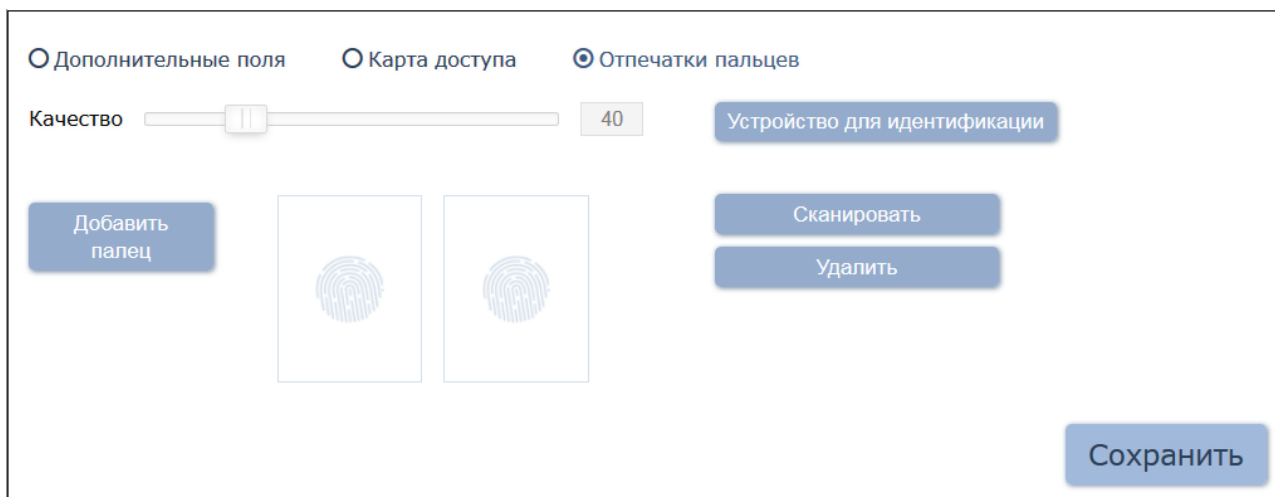 Дополнительные поля Карта доступа Отпечатки пальцев
Качество 40 Устройство для идентификации
Добавить
палец
Сканировать
Удалить
Сохранить